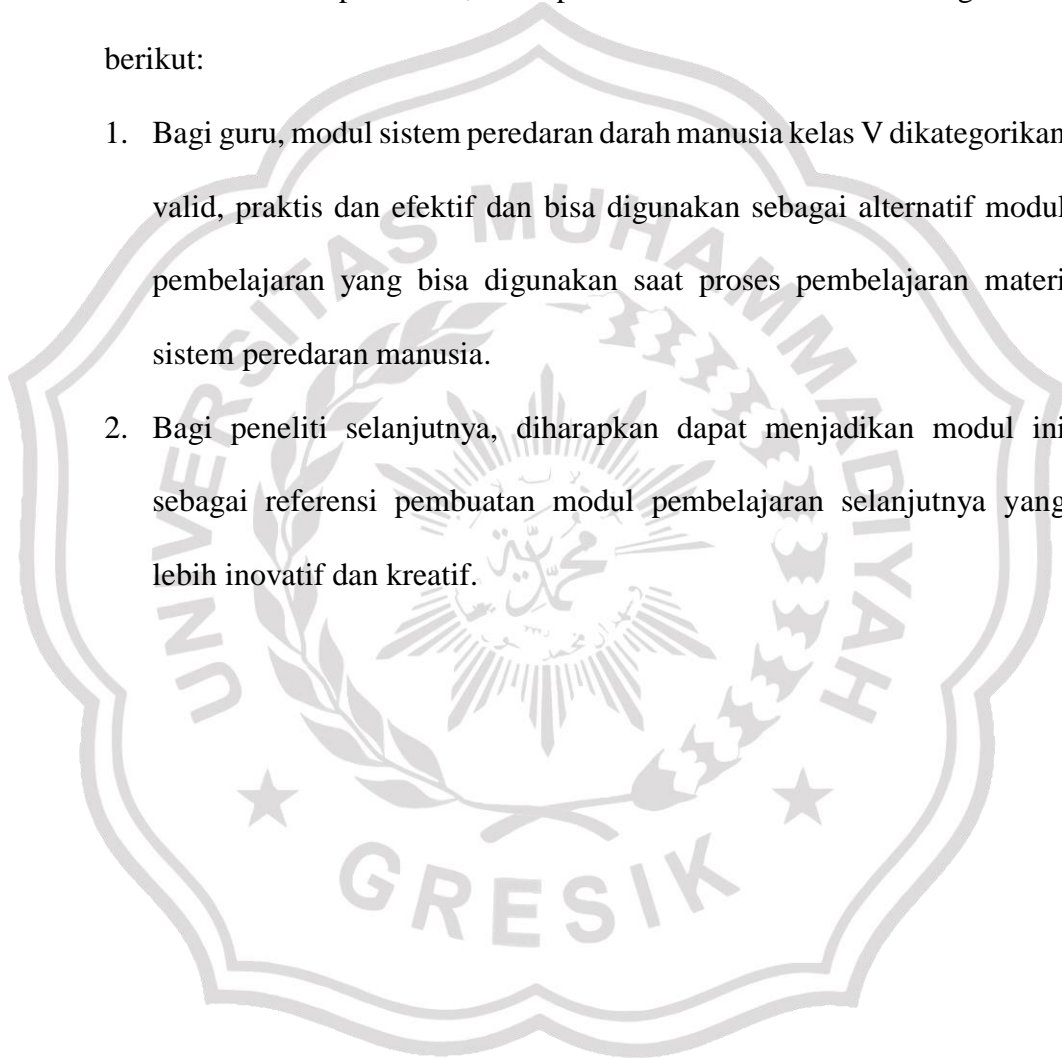 berikut:
1. Bagi guru, modul sistem peredaran darah manusia kelas V dikategorikan
valid, praktis dan efektif dan bisa digunakan sebagai alternatif modul
pembelajaran yang bisa digunakan saat proses pembelajaran materi
sistem peredaran manusia.
2. Bagi peneliti selanjutnya, diharapkan dapat menjadikan modul ini
sebagai referensi pembuatan modul pembelajaran selanjutnya yang
lebih inovatif dan kreatif.
UNIVERSITAS MUHAMMADIYAH
GRESIK